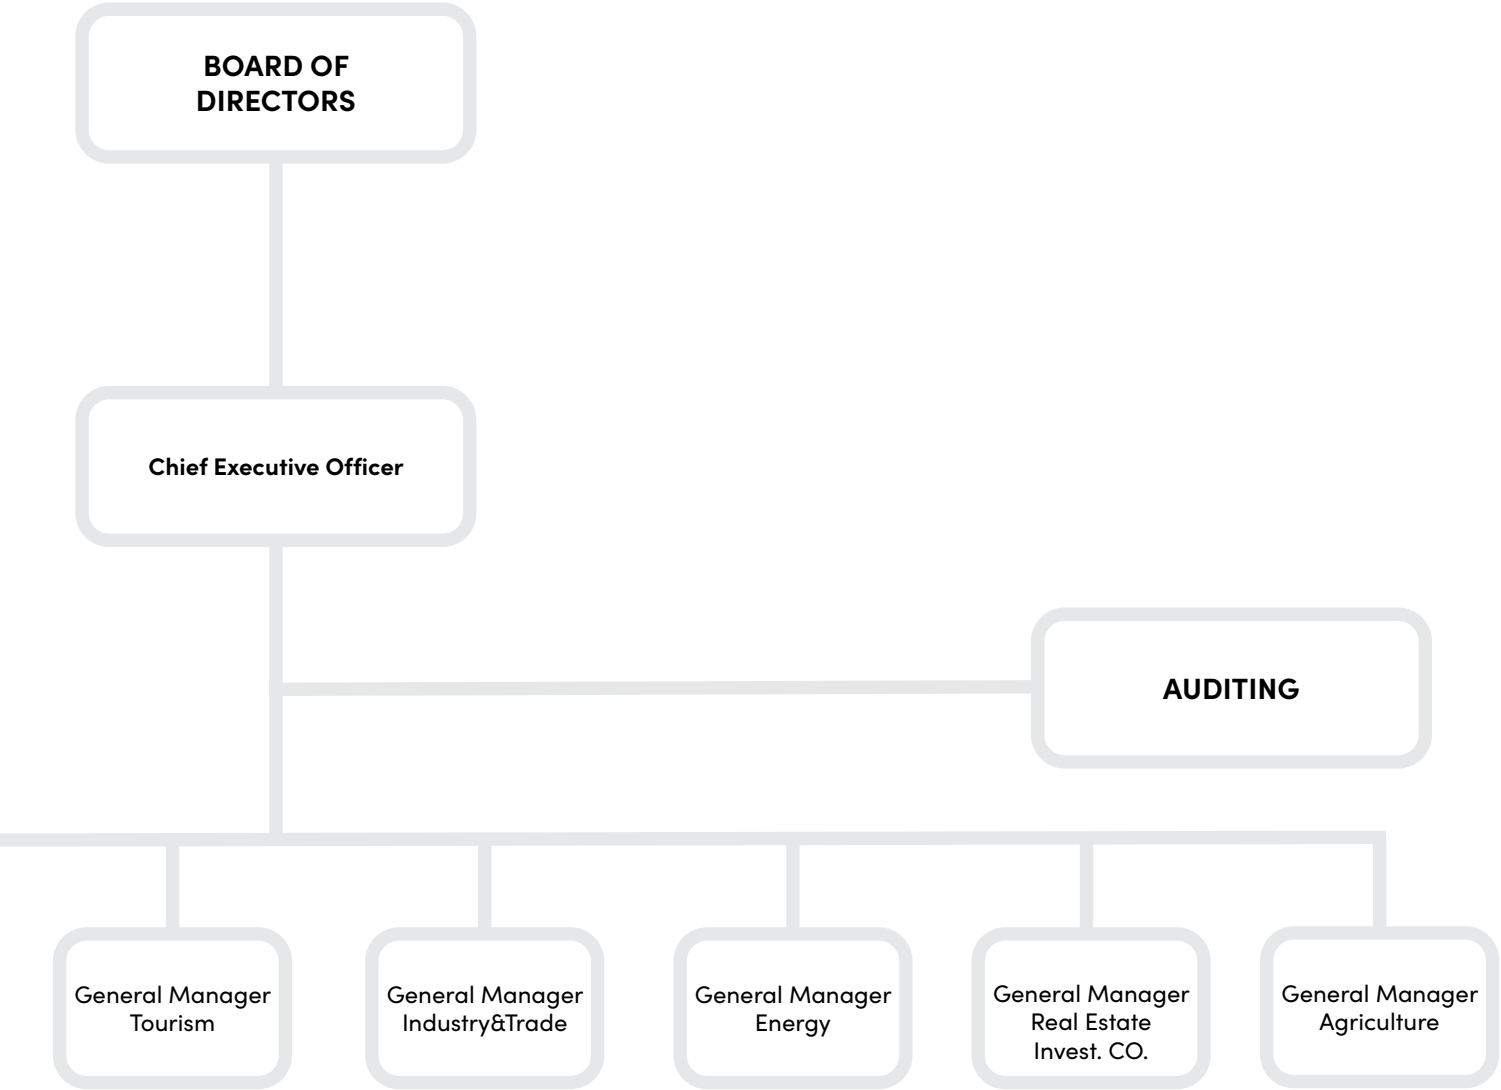 BOARD OF
DIRECTORS
Chief Executive Officer
AUDITING
General Manager
Tourism
General Manager
Industry&Trade
General Manager
Energy
General Manager
Real Estate
Invest. CO.
General Manager
Agriculture